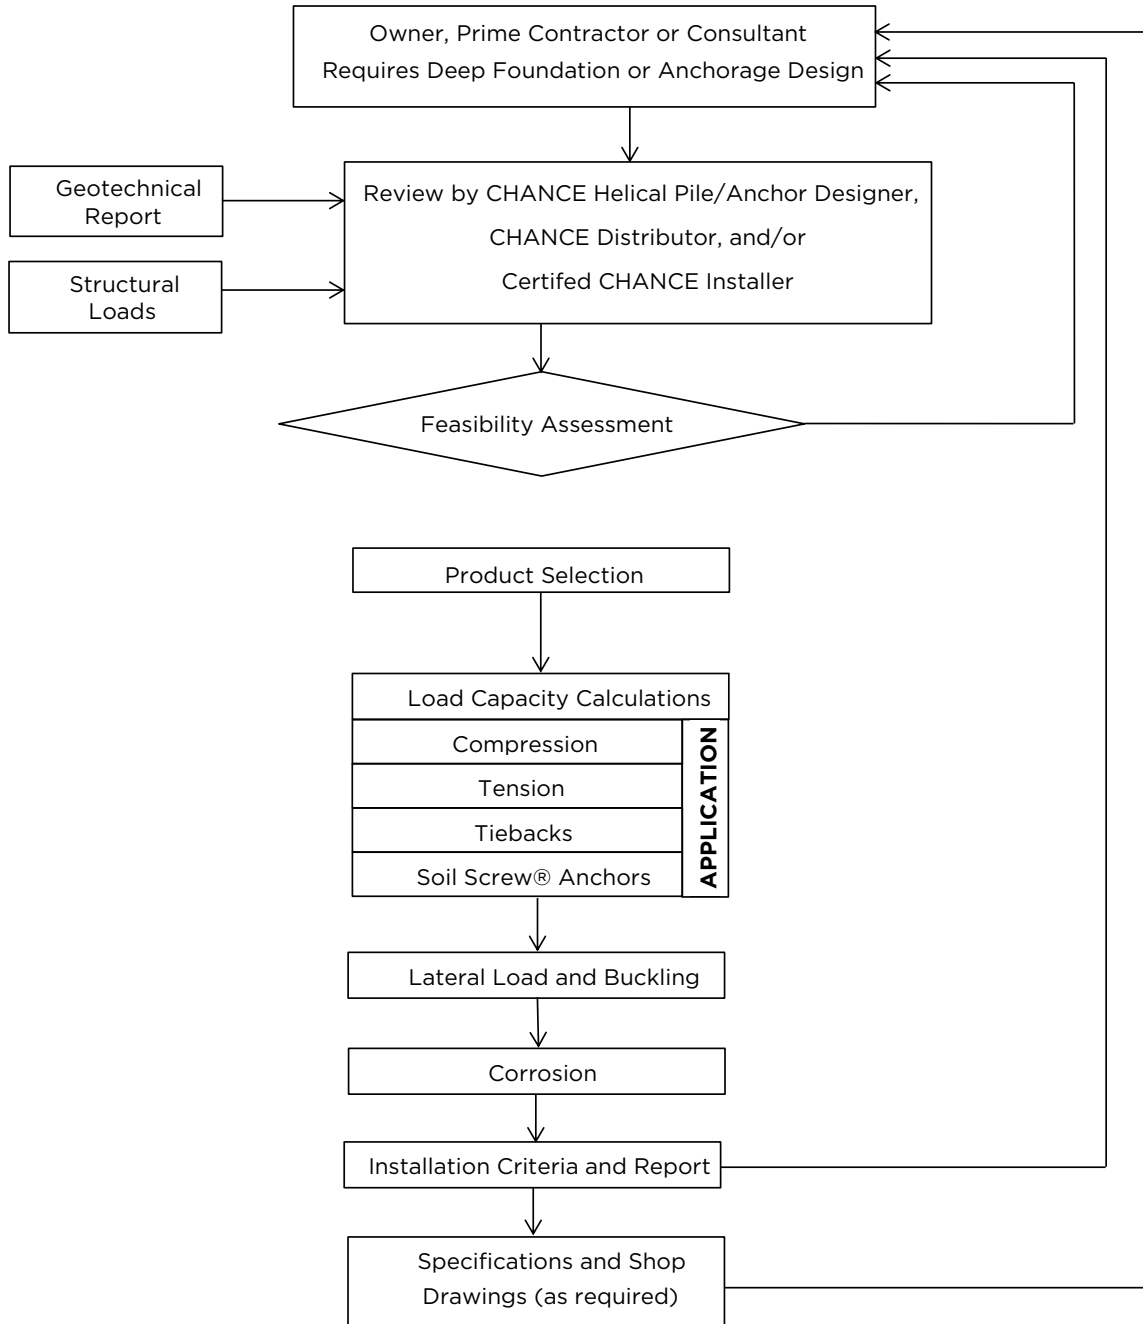 Owner, Prime Contractor or Consultant
Requires Deep Foundation or Anchorage Design
Geotechnical
Report
Structural
Loads
Review by CHANCE Helical Pile/Anchor Designer,
CHANCE Distributor, and/or
Certifed CHANCE Installer
Feasibility Assessment
Product Selection
Load Capacity Calculations
Compression
Tension
Tiebacks
Soil Screw® Anchors
APPLICATION
Lateral Load and Buckling
Corrosion
Installation Criteria and Report
Specifications and Shop
Drawings (as required)